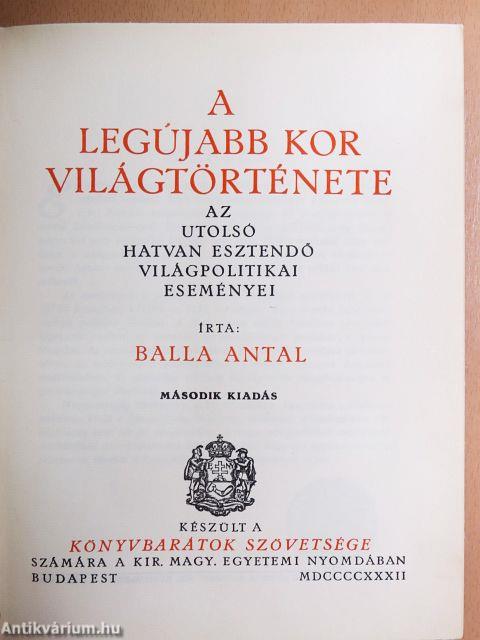 A
LEGÚJABB KOR
VILÁGTÖRTÉNETE
AZ
UTOLSÓ
HATVAN ESZTENDŐ
VILÁGPOLITIKAI
ESEMÉNYEI
ÍRTA:
BALLA ANTAL
MÁSODIK KIADÁS
E N
KÉSZÜLT A
KÖNYVBARÁTOK SZÖVETSÉGE
SZÁMÁRA A KIR. MAGY. EGYETEMI NYOMDÁBAN
BUDAPEST MDCCCCXXXII
Antikvárium.hu